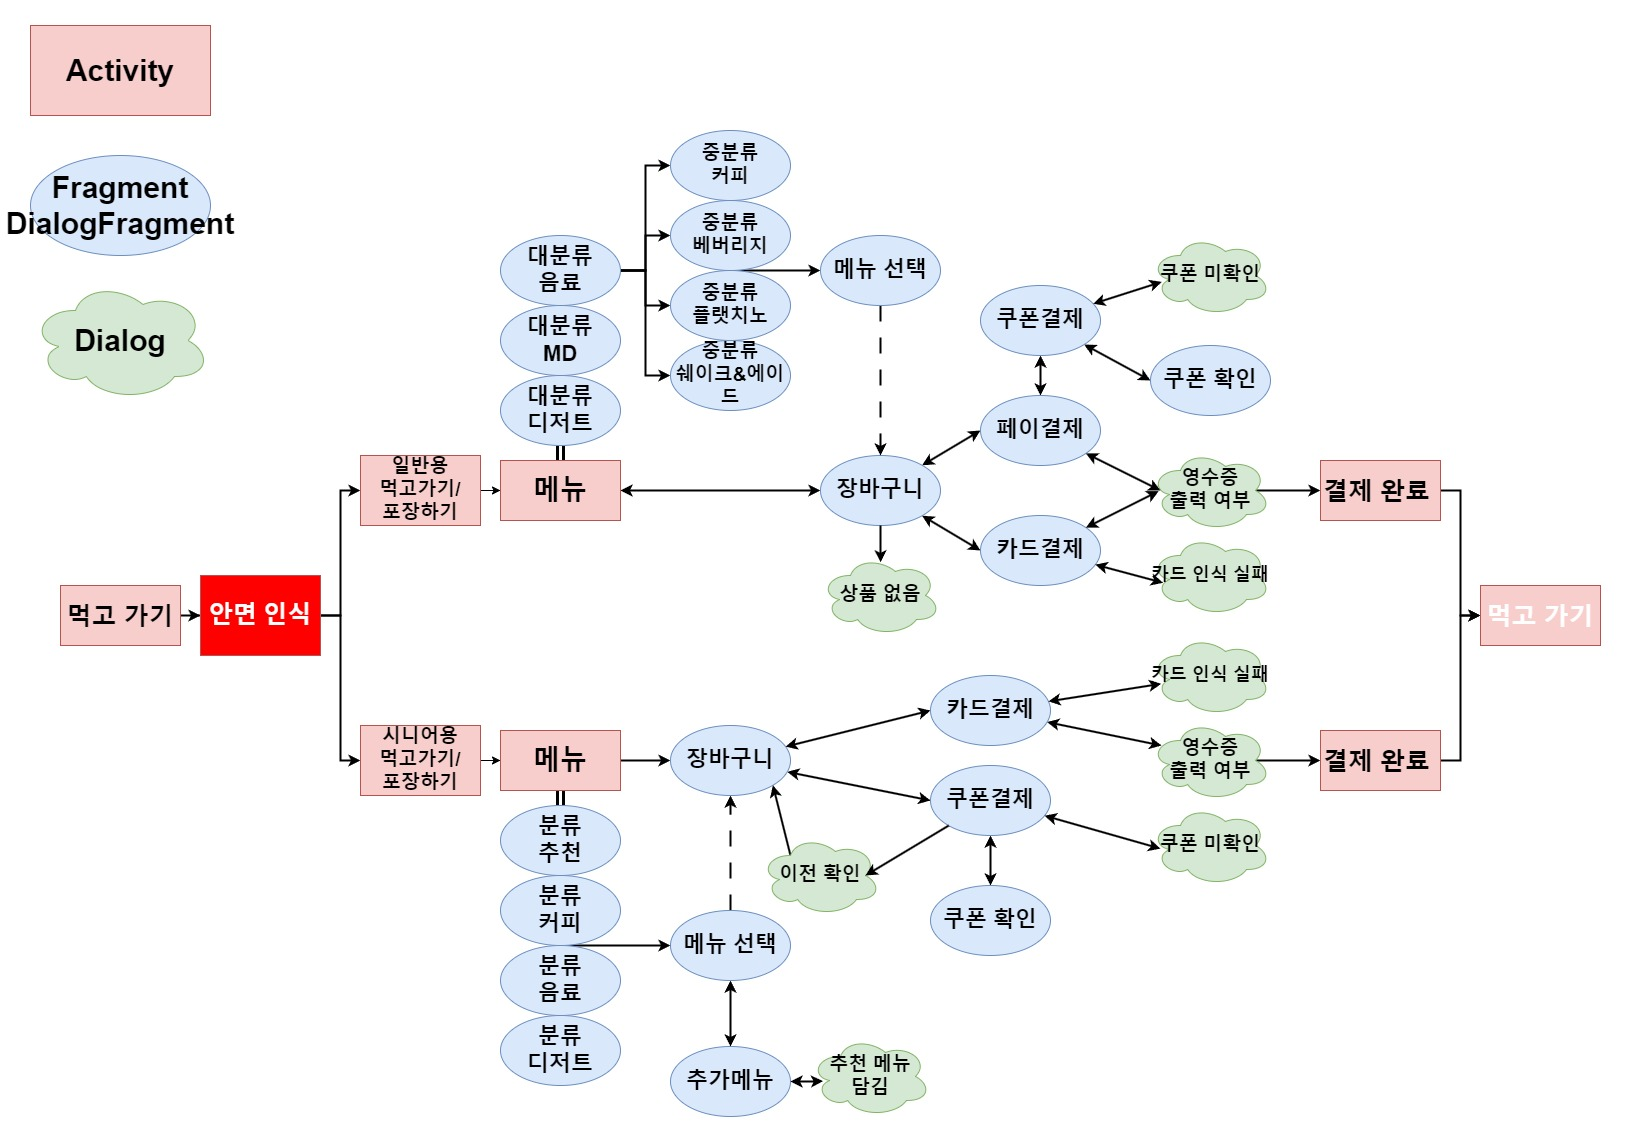 Activity
Fragment
DialogFragment
Dialog
중분류
커피
중분류
베버리지
중분류
플랫치노
중분류
쉐이크&에이
드
대분류
음료
대분류
MD
대분류
디저트
메뉴 선택
쿠폰 미확인
쿠폰결제
쿠폰 확인
페이결제
일반용
먹고가기/
포장하기
메뉴
장바구니
영수증
출력 여부
결제 완료
카드결제
카드 인식 실패
상품 없음
먹고 가기
안면 인식
먹고 가기
카드 인식 실패
카드결제
시니어용
먹고가기/
포장하기
메뉴
장바구니
영수증
출력 여부
결제 완료
쿠폰결제
쿠폰 미확인
이전 확인
쿠폰 확인
분류
추천
분류
커피
분류
음료
분류
디저트
메뉴 선택
추가메뉴
추천 메뉴
담김